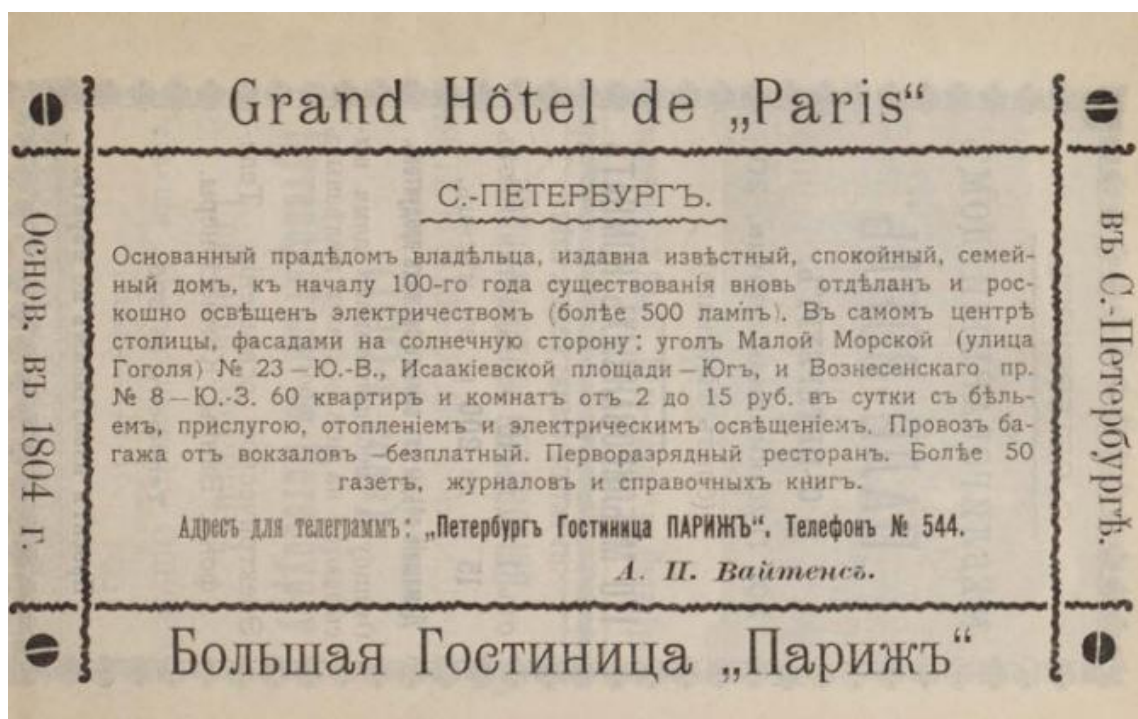 Grand Hôtel de „Paris“
Основ. въ 1804 г.
С.-ПЕТЕРБУРГЪ.
Основанный прадѣдомъ владѣльца, издавна извѣстный, спокойный, семей-
ный домъ, къ началу 100-го года существованія вновь отдѣланъ и рос-
кошно освѣщенъ электричествомъ (болѣе 500 лампъ). Въ самомъ центрѣ
столицы, фасадами на солнечную сторону: уголъ Малой Морской (улица
Гоголя) № 23 — Ю.-В., Исаакіевской площади — Югъ, и Вознесенскаго пр.
№ 8 — Ю.-З. 60 квартиръ и комнатъ отъ 2 до 15 руб. въ сутки съ бѣль-
емъ, прислугою, отопленіемъ и электрическимъ освѣщеніемъ. Провозъ ба-
гажа отъ вокзаловъ –безплатный. Перворазрядный ресторанъ. Болѣе 50
газетъ, журналовъ и справочныхъ книгъ.
Адресъ для телеграммъ: „Петербургъ Гостиница ПАРИЖЪ“. Телефонъ № 544.
А. П. Вайтенсъ.
въ С.-Петербургѣ.
Большая Гостиница „Парижъ“